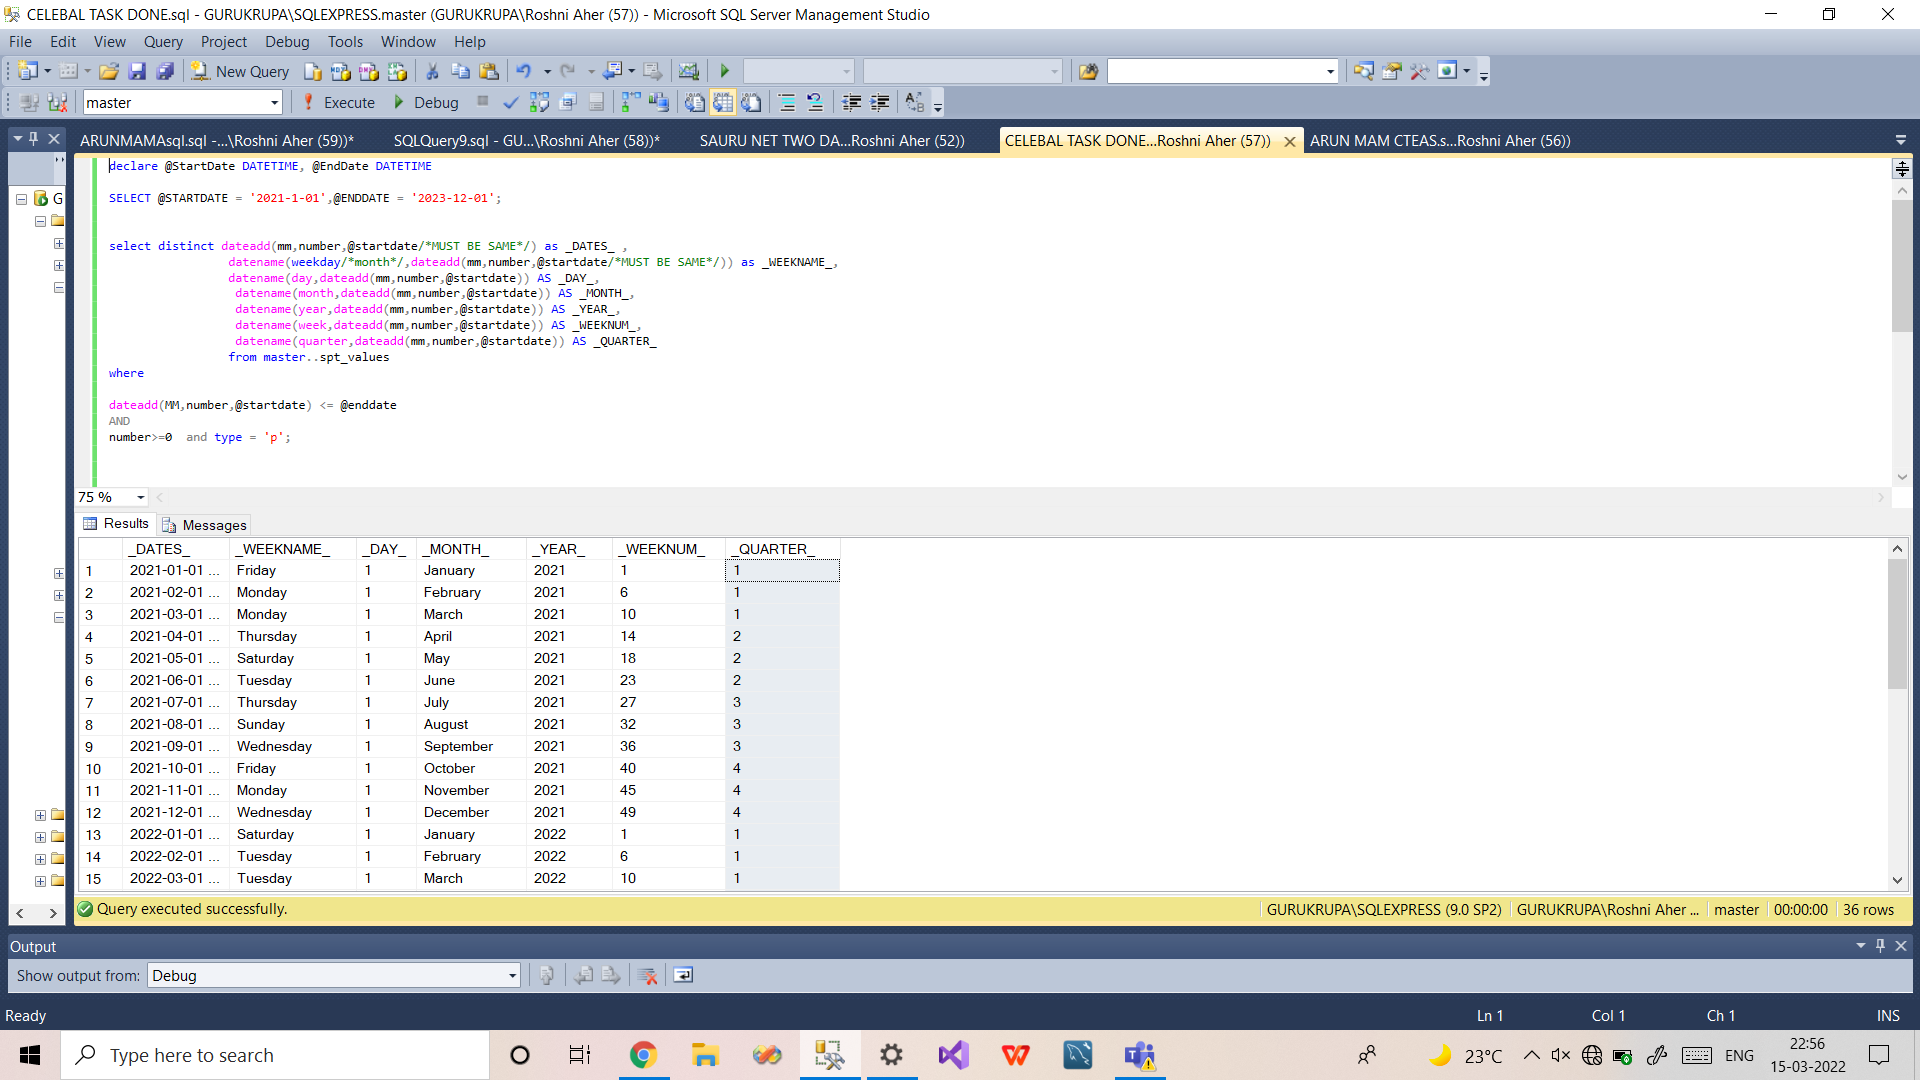 CELEBAL TASK DONE.sql - GURUKRUPA\SQLEXPRESS.master (GURUKRUPA\Roshni Aher (57)) - Microsoft SQL Server Management Studio
File Edit View Query Project Debug Tools Window Help
New Query
master Execute Debug
ARUNMAMAsql.sql -...\Roshni Aher (59))* SQLQuery9.sql - GU...\Roshni Aher (58))* SAURU NET TWO DA...Roshni Aher (52)) CELEBAL TASK DONE...Roshni Aher (57)) ARUN MAM CTEAS.s...Roshni Aher (56))
G
declare @StartDate DATETIME, @EndDate DATETIME
SELECT @STARTDATE = '2021-1-01',@ENDDATE = '2023-12-01';
select distinct dateadd(mm,number,@startdate/*MUST BE SAME*/) as _DATES_ ,
datename(weekday/*month*/,dateadd(mm,number,@startdate/*MUST BE SAME*/)) as _WEEKNAME_,
datename(day,dateadd(mm,number,@startdate)) AS _DAY_,
datename(month,dateadd(mm,number,@startdate)) AS _MONTH_,
datename(year,dateadd(mm,number,@startdate)) AS _YEAR_,
datename(week,dateadd(mm,number,@startdate)) AS _WEEKNUM_,
datename(quarter,dateadd(mm,number,@startdate)) AS _QUARTER_
from master..spt_values
where
dateadd(MM,number,@startdate) <= @enddate
AND
number>=0 and type = 'p';
75 %
Results Messages
_DATES_ _WEEKNAME_ _DAY_ _MONTH_ _YEAR_ _WEEKNUM_ _QUARTER_
1 2021-01-01 ... Friday 1 January 2021 1 1
2 2021-02-01 ... Monday 1 February 2021 6 1
3 2021-03-01 ... Monday 1 March 2021 10 1
4 2021-04-01 ... Thursday 1 April 2021 14 2
5 2021-05-01 ... Saturday 1 May 2021 18 2
6 2021-06-01 ... Tuesday 1 June 2021 23 2
7 2021-07-01 ... Thursday 1 July 2021 27 3
8 2021-08-01 ... Sunday 1 August 2021 32 3
9 2021-09-01 ... Wednesday 1 September 2021 36 3
10 2021-10-01 ... Friday 1 October 2021 40 4
11 2021-11-01 ... Monday 1 November 2021 45 4
12 2021-12-01 ... Wednesday 1 December 2021 49 4
13 2022-01-01 ... Saturday 1 January 2022 1 1
14 2022-02-01 ... Tuesday 1 February 2022 6 1
15 2022-03-01 ... Tuesday 1 March 2022 10 1
Query executed successfully. GURUKRUPA\SQLEXPRESS (9.0 SP2) GURUKRUPA\Roshni Aher ... master 00:00:00 36 rows
Output
Show output from: Debug
Ready Ln 1 Col 1 Ch 1 INS
Type here to search 23°C ENG 22:56
15-03-2022